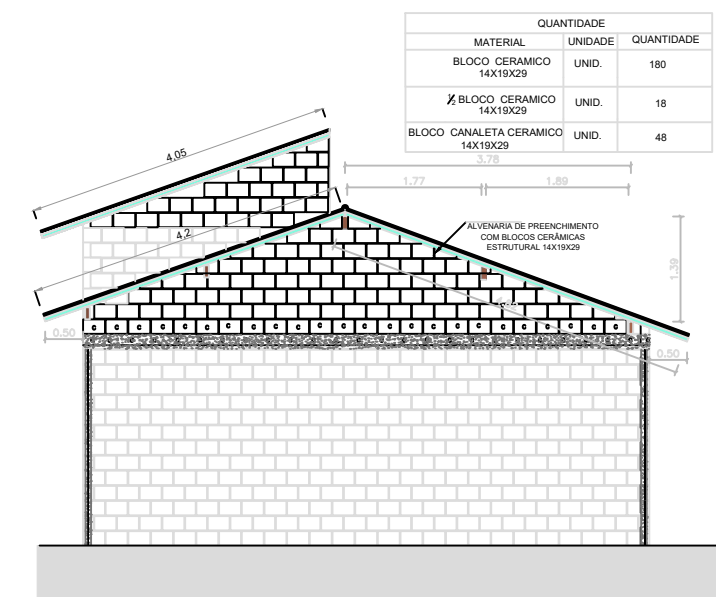 QUANTIDADE
MATERIAL UNIDADE QUANTIDADE
BLOCO CERAMICO
14X19X29
UNID. 180
½ BLOCO CERAMICO
14X19X29
UNID. 18
BLOCO CANALETA CERAMICO
14X19X29
UNID. 48
4,05
3.78
1.77 1.89
4,2
ALVENARIA DE PREENCHIMENTO
COM BLOCOS CERÂMICAS
ESTRUTURAL 14X19X29
1.39
0.50
0.50